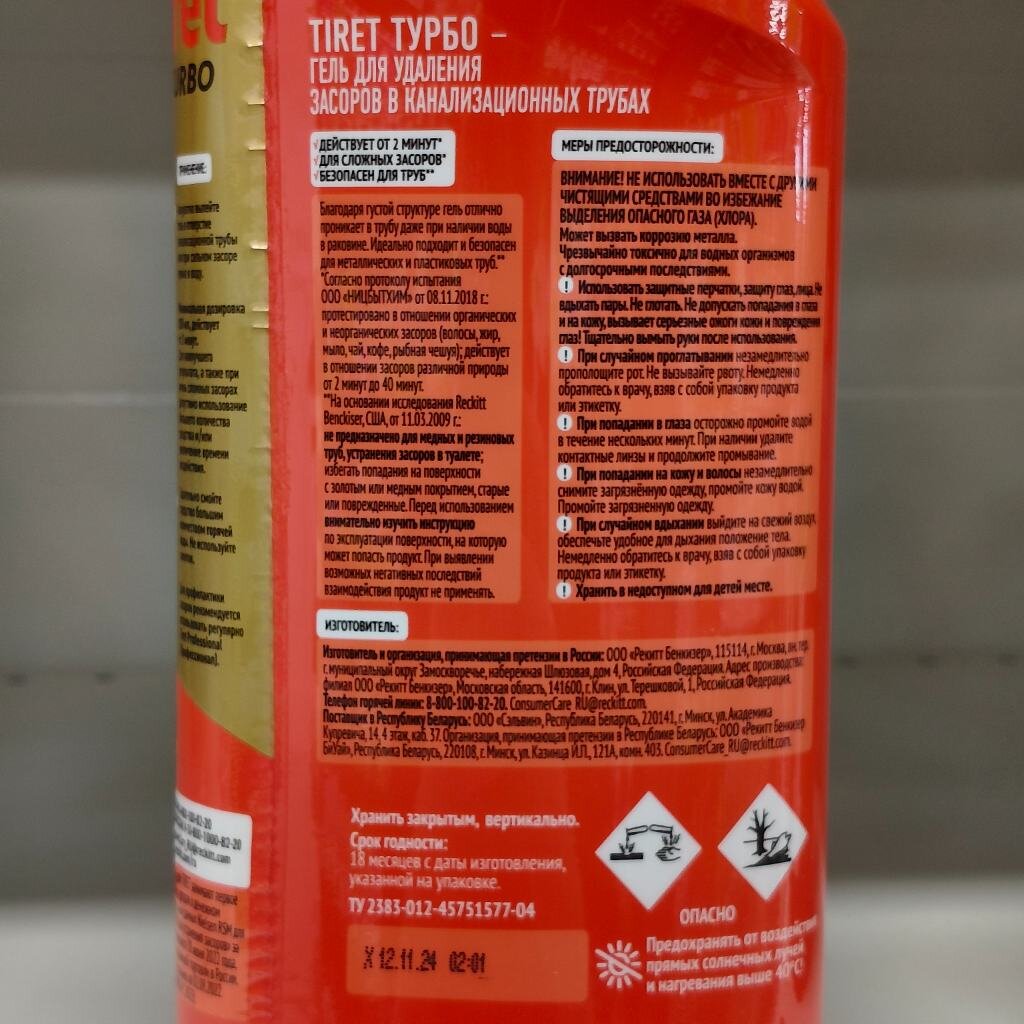 TIRET ТУРБО –
ГЕЛЬ ДЛЯ УДАЛЕНИЯ
ЗАСОРОВ В КАНАЛИЗАЦИОННЫХ ТРУБАХ
√ДЕЙСТВУЕТ ОТ 2 МИНУТ*
√ДЛЯ СЛОЖНЫХ ЗАСОРОВ*
√БЕЗОПАСЕН ДЛЯ ТРУБ**
Благодаря густой структуре гель отлично
проникает в трубу даже при наличии воды
в раковине. Идеально подходит и безопасен
для металлических и пластиковых труб.**
*Согласно протоколу испытания
ООО «НИЦБЫТХИМ» от 08.11.2018 г.:
протестировано в отношении органических
и неорганических засоров (волосы, жир,
мыло, чай, кофе, рыбная чешуя); действует
в отношении засоров различной природы
от 2 минут до 40 минут.
**На основании исследования Reckitt
Benckiser, США, от 11.03.2009 г.:
не предназначено для медных и резиновых
труб, устранения засоров в туалете;
избегать попадания на поверхности
с золотым или медным покрытием, старые
или поврежденные. Перед использованием
внимательно изучить инструкцию
по эксплуатации поверхности, на которую
может попасть продукт. При выявлении
возможных негативных последствий
взаимодействия продукт не применять.
МЕРЫ ПРЕДОСТОРОЖНОСТИ:
ВНИМАНИЕ! НЕ ИСПОЛЬЗОВАТЬ ВМЕСТЕ С ДРУГИМИ
ЧИСТЯЩИМИ СРЕДСТВАМИ ВО ИЗБЕЖАНИЕ
ВЫДЕЛЕНИЯ ОПАСНОГО ГАЗА (ХЛОРА).
Может вызвать коррозию металла.
Чрезвычайно токсично для водных организмов
с долгосрочными последствиями.
! Использовать защитные перчатки, защиту глаз, лица. Не
вдыхать пары. Не глотать. Не допускать попадания в глаза
и на кожу, вызывает серьезные ожоги кожи и повреждения
глаз! Тщательно вымыть руки после использования.
! При случайном проглатывании незамедлительно
прополощите рот. Не вызывайте рвоту. Немедленно
обратитесь к врачу, взяв с собой упаковку продукта
или этикетку.
! При попадании в глаза осторожно промойте водой
в течение нескольких минут. При наличии удалите
контактные линзы и продолжите промывание.
! При попадании на кожу и волосы незамедлительно
снимите загрязнённую одежду, промойте кожу водой.
Промойте загрязненную одежду.
! При случайном вдыхании выйдите на свежий воздух,
обеспечьте удобное для дыхания положение тела.
Немедленно обратитесь к врачу, взяв с собой упаковку
продукта или этикетку.
! Хранить в недоступном для детей месте.
ИЗГОТОВИТЕЛЬ:
Изготовитель и организация, принимающая претензии в России: ООО «Рекитт Бенкизер», 115114, г. Москва, вн. тер.
г. муниципальный округ Замоскворечье, набережная Шлюзовая, дом 4, Российская Федерация. Адрес производства:
филиал ООО «Рекитт Бенкизер», Московская область, 141600, г. Клин, ул. Терешковой, 1, Российская Федерация.
Телефон горячей линии: 8-800-100-82-20. ConsumerCare_RU@reckitt.com.
Поставщик в Республику Беларусь: ООО «Сэльвин», Республика Беларусь, 220141, г. Минск, ул. Академика
Купревича, 14, 4 этаж, каб. 37. Организация, принимающая претензии в Республике Беларусь: ООО «Рекитт Бенкизер
БиУай», Республика Беларусь, 220108, г. Минск, ул. Казинца И.П., 121А, комн. 403. ConsumerCare_RU@reckitt.com.
Хранить закрытым, вертикально.
Срок годности:
18 месяцев с даты изготовления,
указанной на упаковке.
ТУ 2383-012-45751577-04
X 12.11.24 02:01
ОПАСНО
Предохранять от воздействия
прямых солнечных лучей
и нагревания выше 40°С!